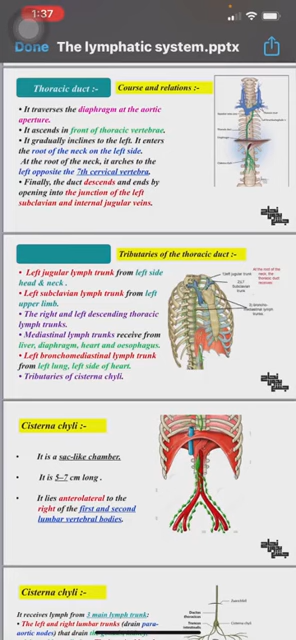 1:37
Done The lymphatic system.pptx
Thoracic duct :-
Course and relations :-
• It traverses the diaphragm at the aortic
aperture.
• It ascends in front of thoracic vertebrae.
• It gradually inclines to the left. It enters
the root of the neck on the left side.
At the root of the neck, it arches to the
left opposite the 7th cervical vertebra.
• Finally, the duct descends and ends by
opening into the junction of the left
subclavian and internal jugular veins.
Tributaries of the thoracic duct :-
• Left jugular lymph trunk from left side
head & neck .
• Left subclavian lymph trunk from left
upper limb.
• The right and left descending thoracic
lymph trunks.
• Mediastinal lymph trunks receive from
liver, diaphragm, heart and oesophagus.
• Left bronchomediastinal lymph trunk
from left lung, left side of heart.
• Tributaries of cisterna chyli.
Cisterna chyli :-
• It is a sac-like chamber.
• It is 5–7 cm long .
• It lies anterolateral to the
right of the first and second
lumbar vertebral bodies.
Cisterna chyli :-
It receives lymph from 3 main lymph trunk:
• The left and right lumbar trunks (drain para-
aortic nodes) that drain